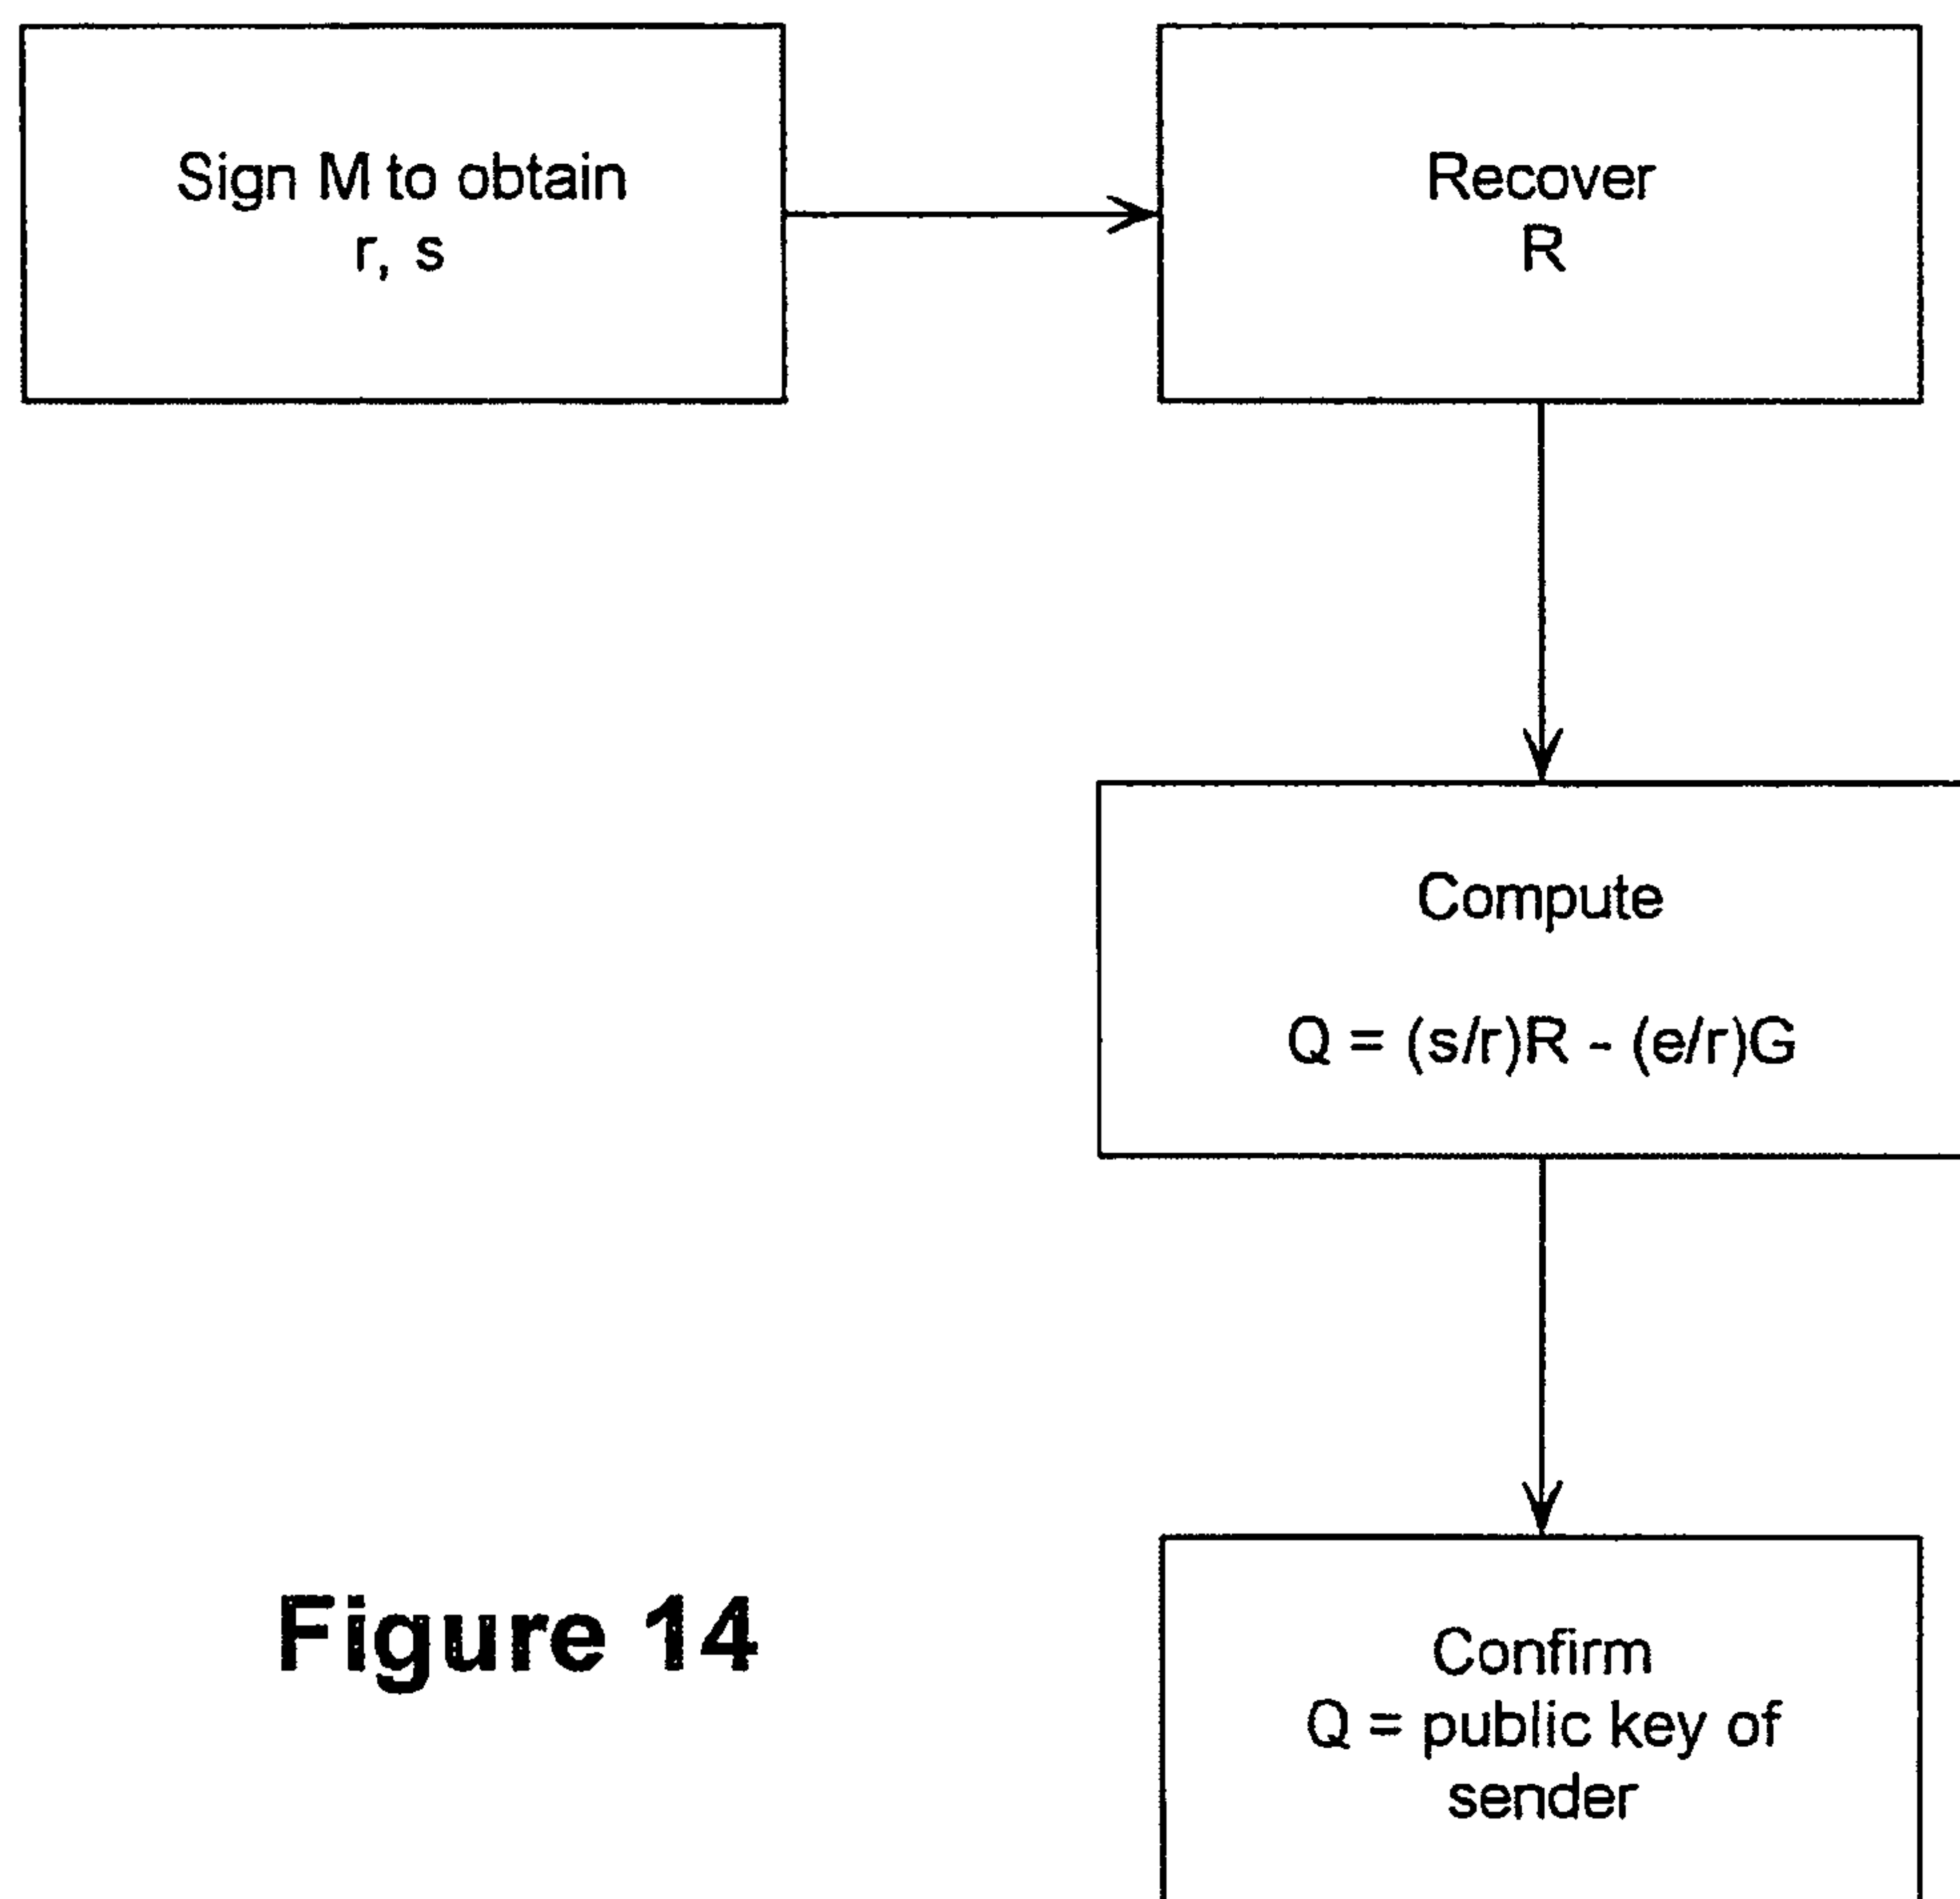 Sign M to obtain
r, s
Recover
R
Compute
Q = (s/r)R - (e/r)G
Confirm
Q = public key of
sender
Figure 14